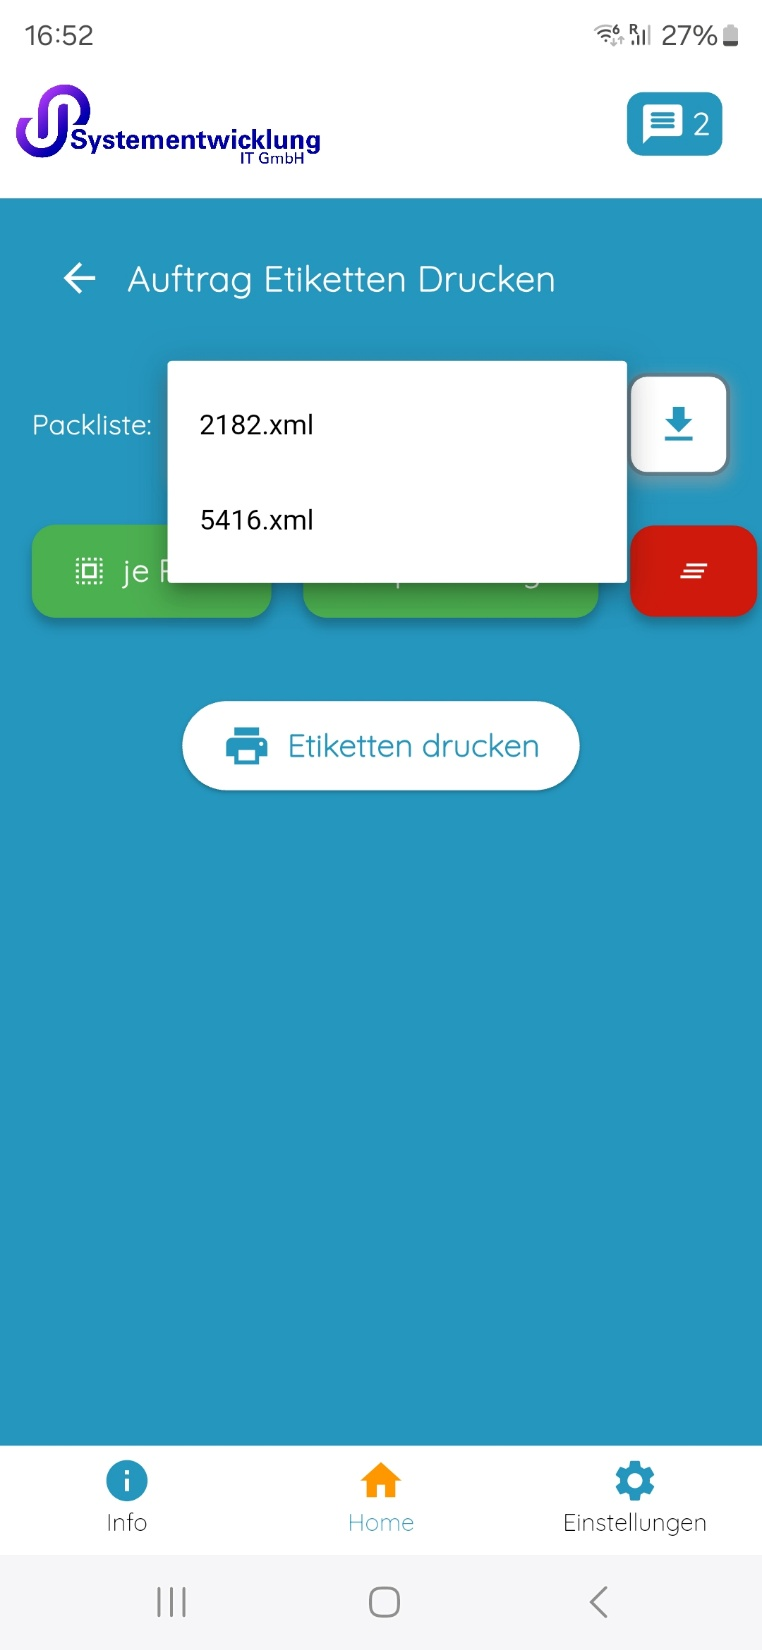 16:52
6 R 27%
Systementwicklung
IT GmbH
2
Auftrag Etiketten Drucken
Packliste:
2182.xml
5416.xml
je
Etiketten drucken
Info
Home
Einstellungen